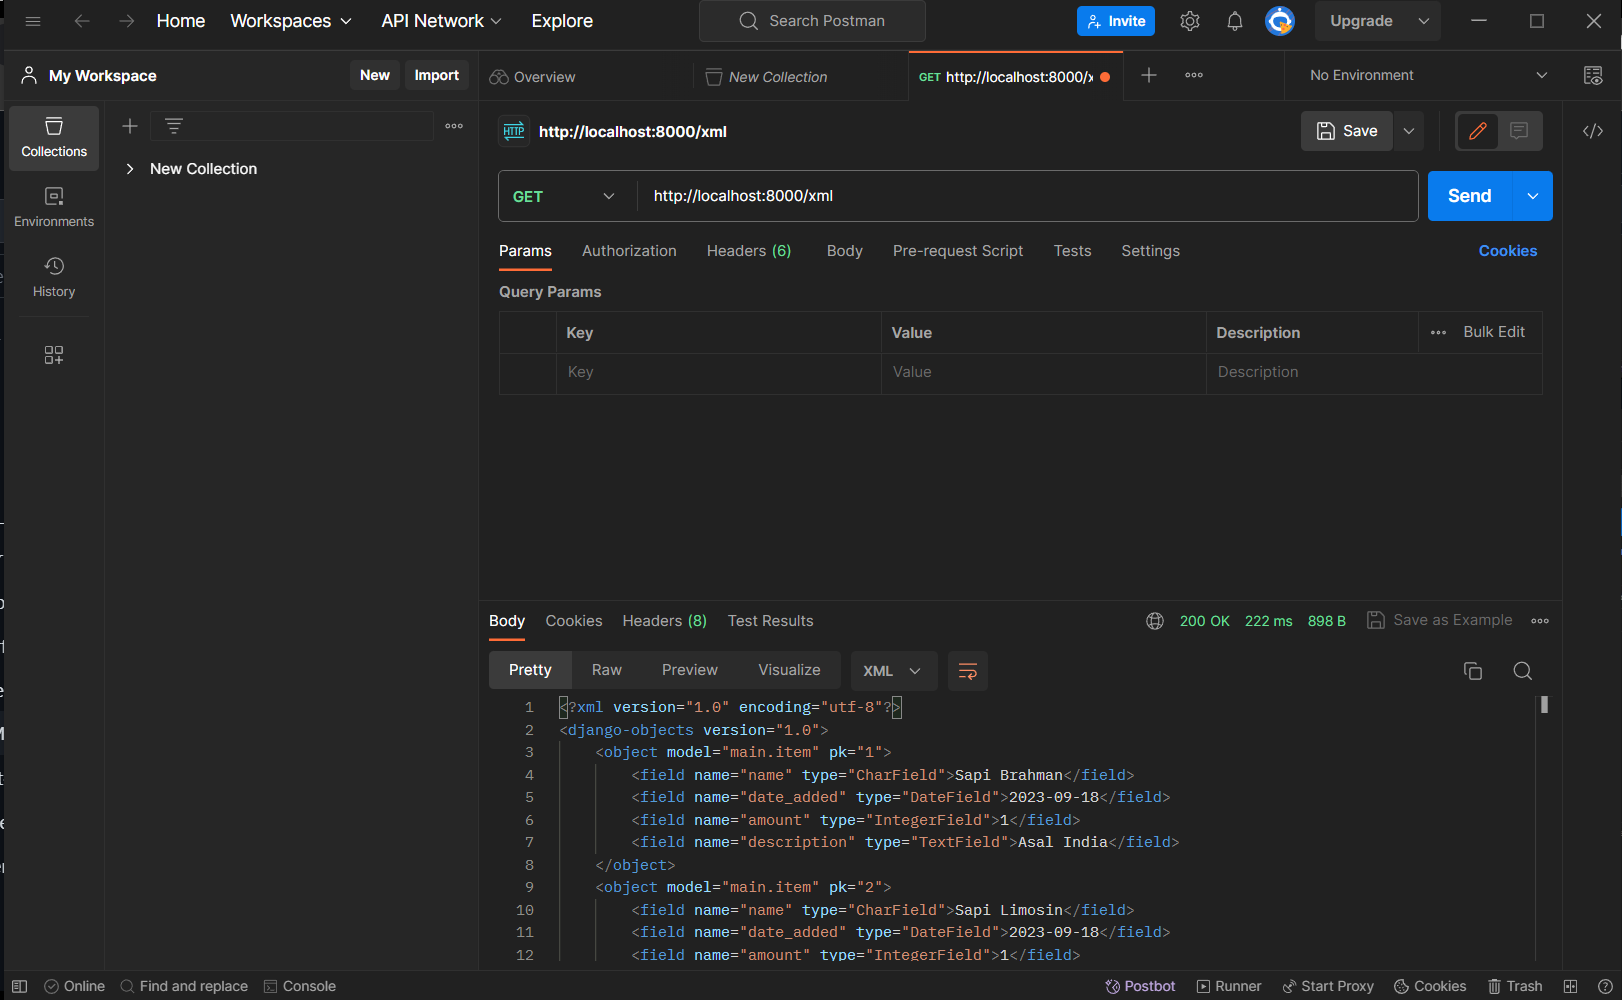 Home Workspaces API Network Explore Search Postman Invite Upgrade
My Workspace New Import Overview New Collection GET http://localhost:8000/x No Environment
Collections
Environments
History
New Collection
HTTP http://localhost:8000/xml Save
GET http://localhost:8000/xml Send
Params Authorization Headers (6) Body Pre-request Script Tests Settings Cookies
Query Params
Key Value Description Bulk Edit
Key Value Description
Body Cookies Headers (8) Test Results 200 OK 222 ms 898 B Save as Example
Pretty Raw Preview Visualize XML
1 <?xml version="1.0" encoding="utf-8"?>
2 <django-objects version="1.0">
3 <object model="main.item" pk="1">
4 <field name="name" type="CharField">Sapi Brahman</field>
5 <field name="date_added" type="DateField">2023-09-18</field>
6 <field name="amount" type="IntegerField">1</field>
7 <field name="description" type="TextField">Asal India</field>
8 </object>
9 <object model="main.item" pk="2">
10 <field name="name" type="CharField">Sapi Limosin</field>
11 <field name="date_added" type="DateField">2023-09-18</field>
12 <field name="amount" type="IntegerField">1</field>
Online Find and replace Console Postbot Runner Start Proxy Cookies Trash